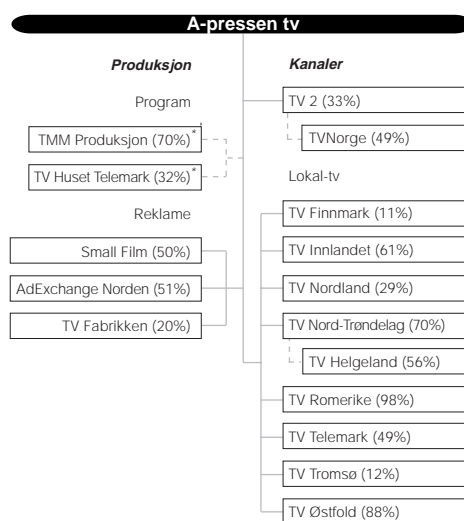 A-pressen tv
Produksjon
Program
TMM Produksjon (70%)*
TV Huset Telemark (32%)*
Reklame
Small Film (50%)
AdExchange Norden (51%)
TV Fabrikken (20%)
Kanaler
TV 2 (33%)
TVNorge (49%)
Lokal-tv
TV Finnmark (11%)
TV Innlandet (61%)
TV Nordland (29%)
TV Nord-Trøndelag (70%)
TV Helgeland (56%)
TV Romerike (98%)
TV Telemark (49%)
TV Tromsø (12%)
TV Østfold (88%)